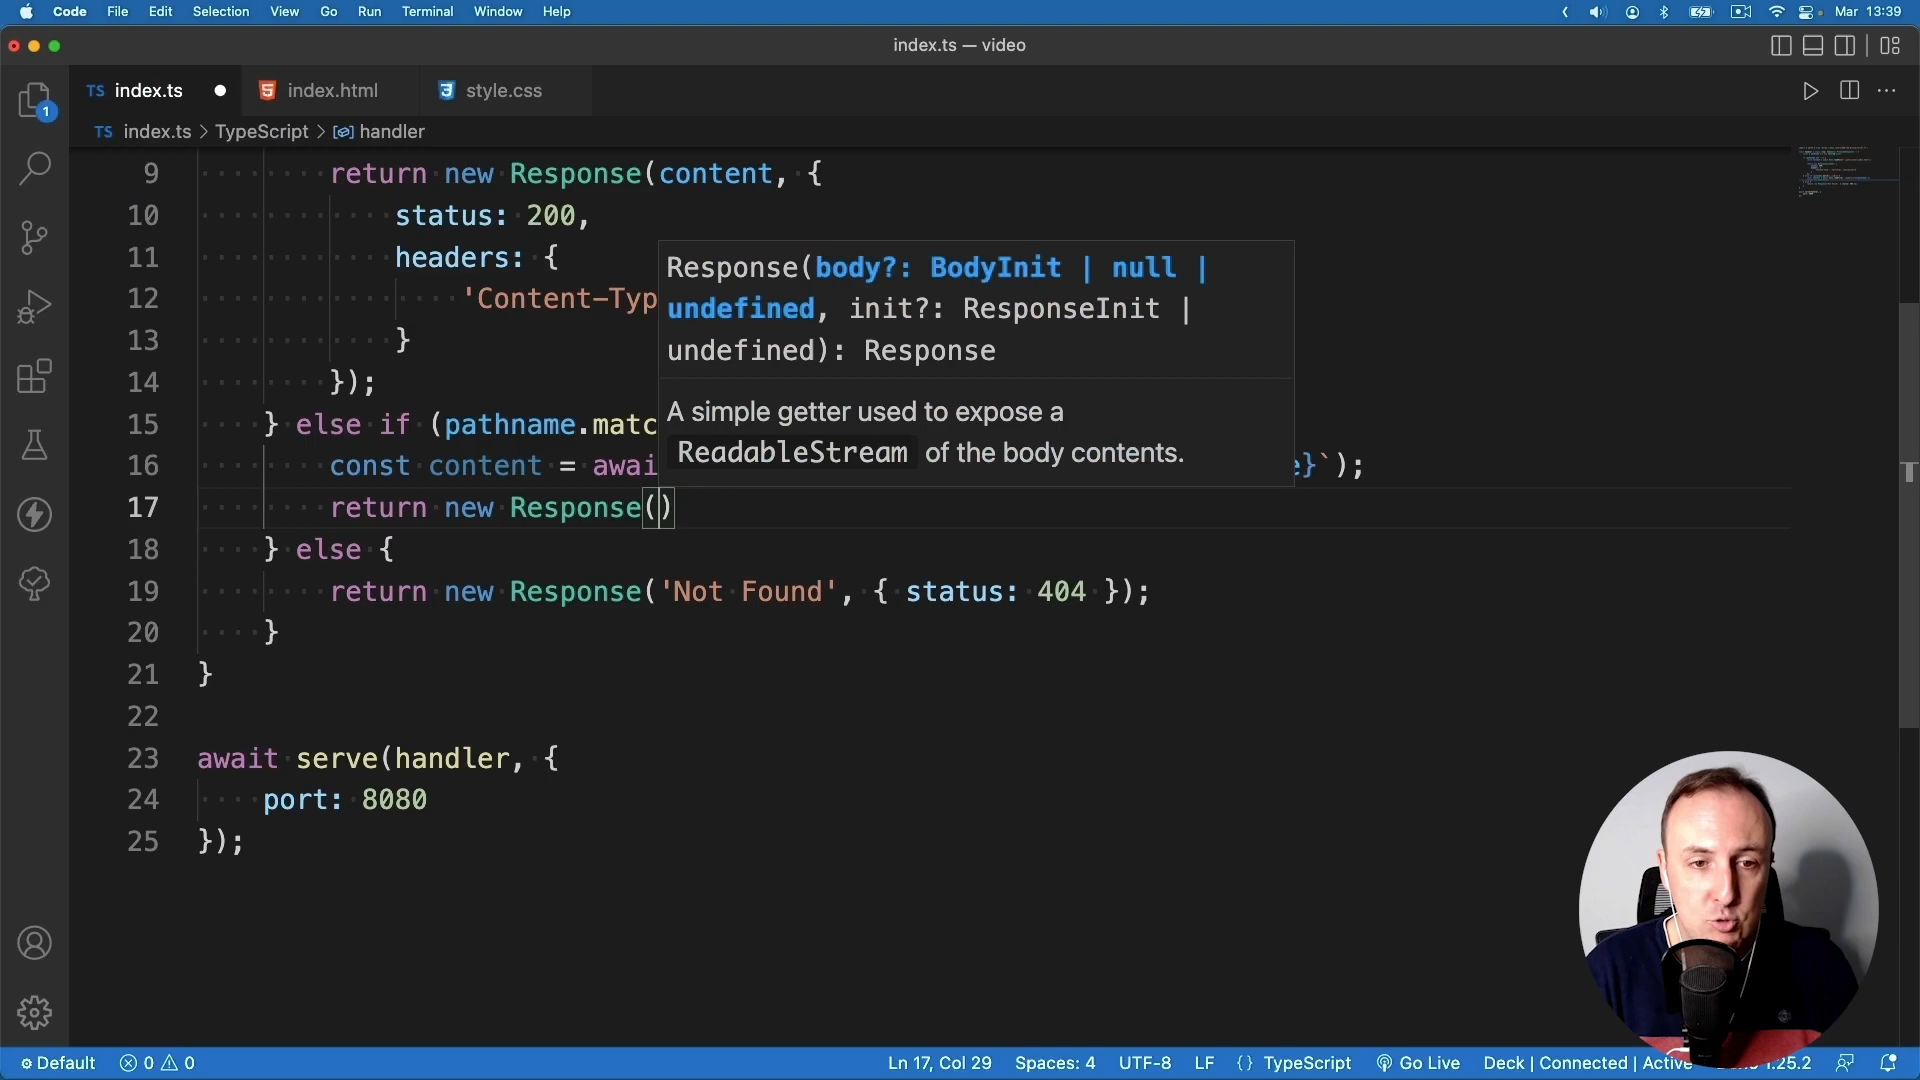 Code File Edit Selection View Go Run Terminal Window Help Mar 13:39
index.ts — video
TS index.ts index.html style.css
TS index.ts > TypeScript > handler
1
9 return new Response(content, {
10 status: 200,
11 headers: {
12 'Content-Typ
13 }
14 });
15 } else if (pathname.matc
16 const content = awai e}`);
17 return new Response()
18 } else {
19 return new Response('Not Found', { status: 404 });
20 }
21 }
22
23 await serve(handler, {
24 port: 8080
25 });
Response(body?: BodyInit | null |
undefined, init?: ResponseInit |
undefined): Response
A simple getter used to expose a
ReadableStream of the body contents.
Default 0 0 Ln 17, Col 29 Spaces: 4 UTF-8 LF {} TypeScript Go Live Deck | Connected | Active 1.25.2